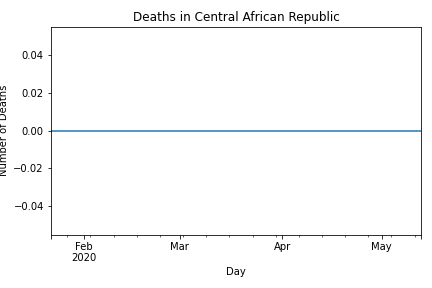 Deaths in Central African Republic
Number of Deaths
0.04
0.02
0.00
−0.02
−0.04
Feb
2020
Mar
Apr
May
Day